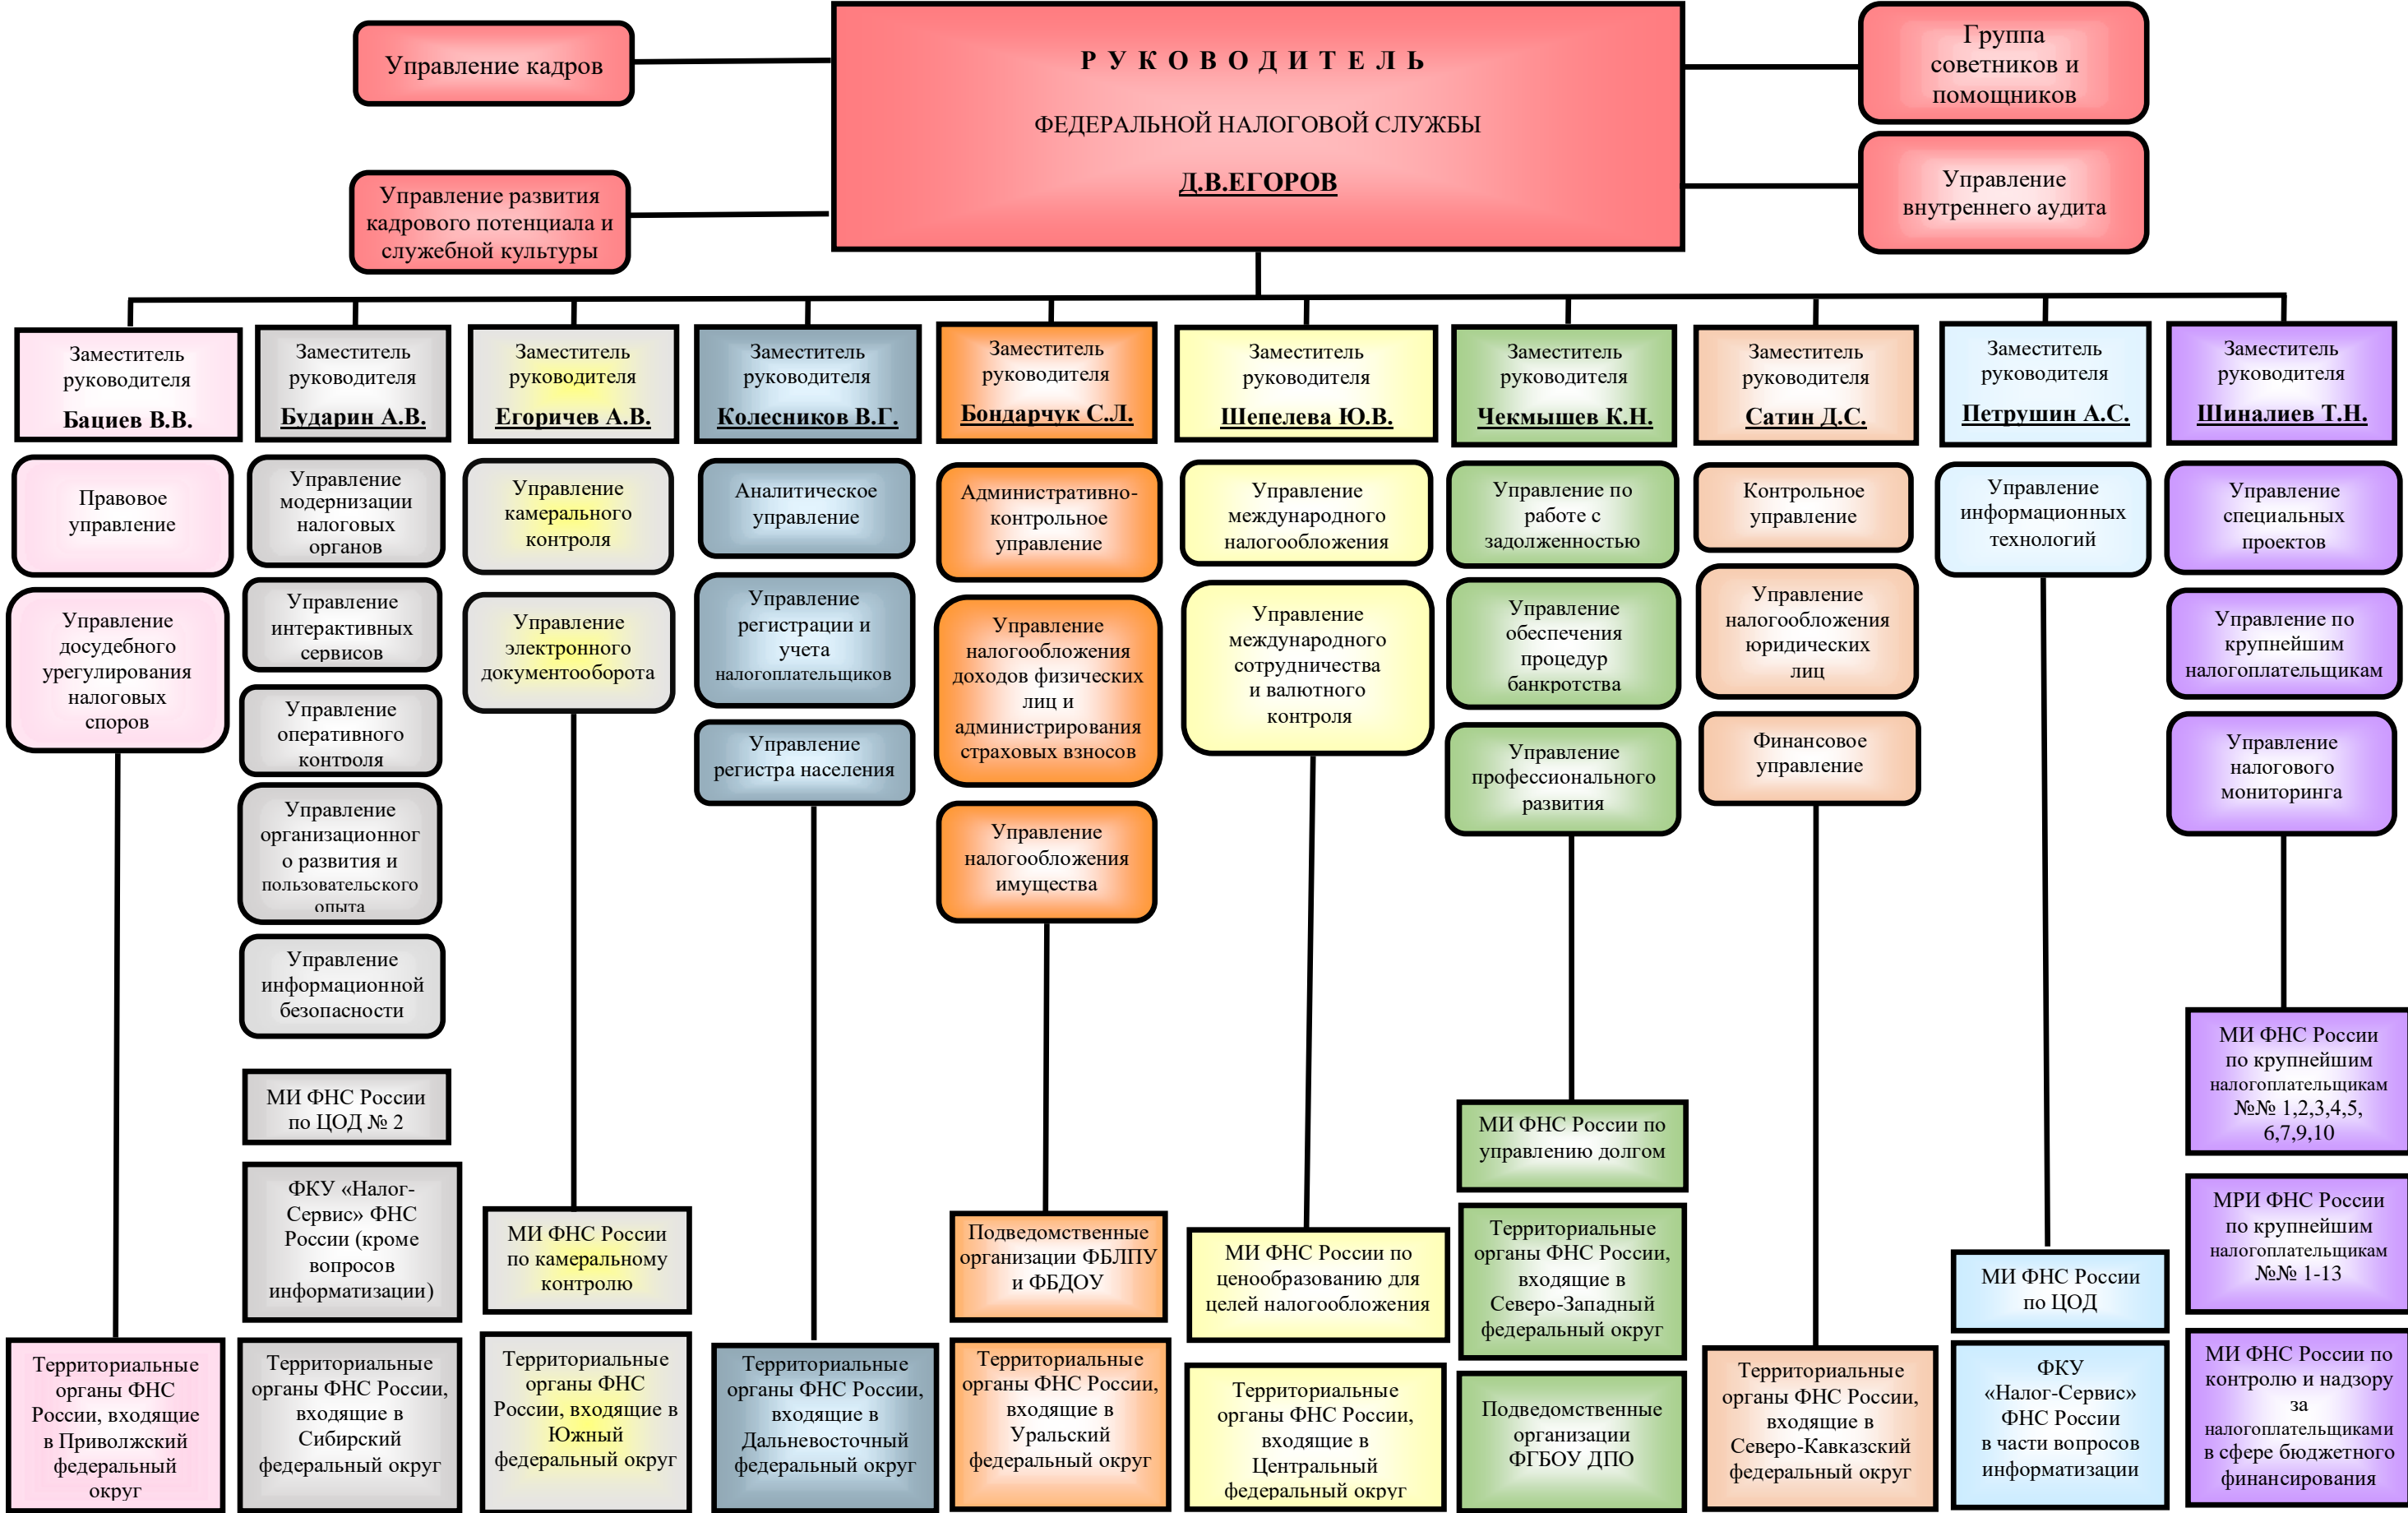 Управление кадров
Управление развития
кадрового потенциала и
служебной культуры
Р У К О В О Д И Т Е Л Ь
ФЕДЕРАЛЬНОЙ НАЛОГОВОЙ СЛУЖБЫ
Д.В.ЕГОРОВ
Группа
советников и
помощников
Управление
внутреннего аудита
Заместитель
руководителя
Бациев В.В.
Правовое
управление
Управление
досудебного
урегулирования
налоговых
споров
Территориальные
органы ФНС
России, входящие
в Приволжский
федеральный
округ
Заместитель
руководителя
Бударин А.В.
Управление
модернизации
налоговых
органов
Управление
интерактивных
сервисов
Управление
оперативного
контроля
Управление
организационног
о развития и
пользовательского
опыта
Управление
информационной
безопасности
МИ ФНС России
по ЦОД № 2
ФКУ «Налог-
Сервис» ФНС
России (кроме
вопросов
информатизации)
Территориальные
органы ФНС России,
входящие в
Сибирский
федеральный округ
Заместитель
руководителя
Егоричев А.В.
Управление
камерального
контроля
Управление
электронного
документооборота
МИ ФНС России
по камеральному
контролю
Территориальные
органы ФНС
России, входящие в
Южный
федеральный округ
Заместитель
руководителя
Колесников В.Г.
Аналитическое
управление
Управление
регистрации и
учета
налогоплательщиков
Управление
регистра населения
Территориальные
органы ФНС России,
входящие в
Дальневосточный
федеральный округ
Заместитель
руководителя
Бондарчук С.Л.
Административно-
контрольное
управление
Управление
налогообложения
доходов физических
лиц и
администрирования
страховых взносов
Управление
налогообложения
имущества
Подведомственные
организации ФБЛПУ
и ФБДОУ
Территориальные
органы ФНС России,
входящие в
Уральский
федеральный округ
Заместитель
руководителя
Шепелева Ю.В.
Управление
международного
налогообложения
Управление
международного
сотрудничества
и валютного
контроля
МИ ФНС России по
ценообразованию для
целей налогообложения
Территориальные
органы ФНС России,
входящие в
Центральный
федеральный округ
Заместитель
руководителя
Чекмышев К.Н.
Управление по
работе с
задолженностью
Управление
обеспечения
процедур
банкротства
Управление
профессионального
развития
МИ ФНС России по
управлению долгом
Территориальные
органы ФНС России,
входящие в
Северо-Западный
федеральный округ
Подведомственные
организации
ФГБОУ ДПО
Заместитель
руководителя
Сатин Д.С.
Контрольное
управление
Управление
налогообложения
юридических
лиц
Финансовое
управление
Территориальные
органы ФНС России,
входящие в
Северо-Кавказский
федеральный округ
Заместитель
руководителя
Петрушин А.С.
Управление
информационных
технологий
МИ ФНС России
по ЦОД
ФКУ
«Налог-Сервис»
ФНС России
в части вопросов
информатизации
Заместитель
руководителя
Шиналиев Т.Н.
Управление
специальных
проектов
Управление по
крупнейшим
налогоплательщикам
Управление
налогового
мониторинга
МИ ФНС России
по крупнейшим
налогоплательщикам
№№ 1,2,3,4,5,
6,7,9,10
МРИ ФНС России
по крупнейшим
налогоплательщикам
№№ 1-13
МИ ФНС России по
контролю и надзору
за
налогоплательщиками
в сфере бюджетного
финансирования